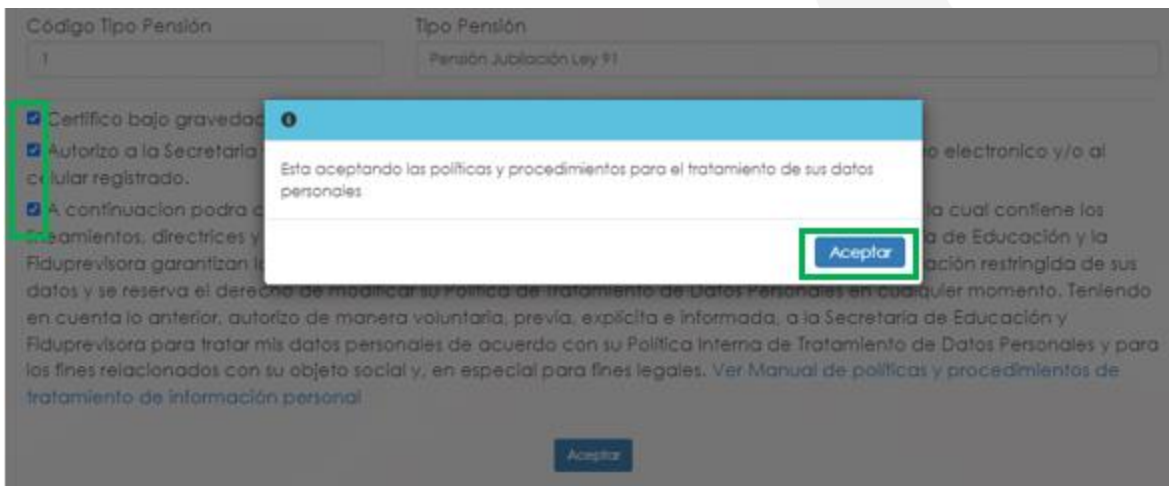 Código Tipo Pensión
Tipo Pensión
1
Pensión Jubilación Ley 91
Certifico bajo gravedad
Autorizo a la Secretaria
o electronico y/o al
celular registrado.
Esta aceptando las políticas y procedimientos para el tratamiento de sus datos
personales
A continuacion podra
la cual contiene los
directrices y
a de Educación y la
Aceptar
Fiduprevisora garantizan
ación restringida de sus
datos y se reserva el derecho de modificar su Política de Tratamiento de Datos Personales en cualquier momento. Teniendo
en cuenta lo anterior, autorizo de manera voluntaria, previa, explícita e informada, a la Secretaria de Educación y
Fiduprevisora para tratar mis datos personales de acuerdo con su Política Interna de Tratamiento de Datos Personales y para
los fines relacionados con su objeto social y, en especial para fines legales. Ver Manual de políticas y procedimientos de
tratamiento de información personal
Aceptar